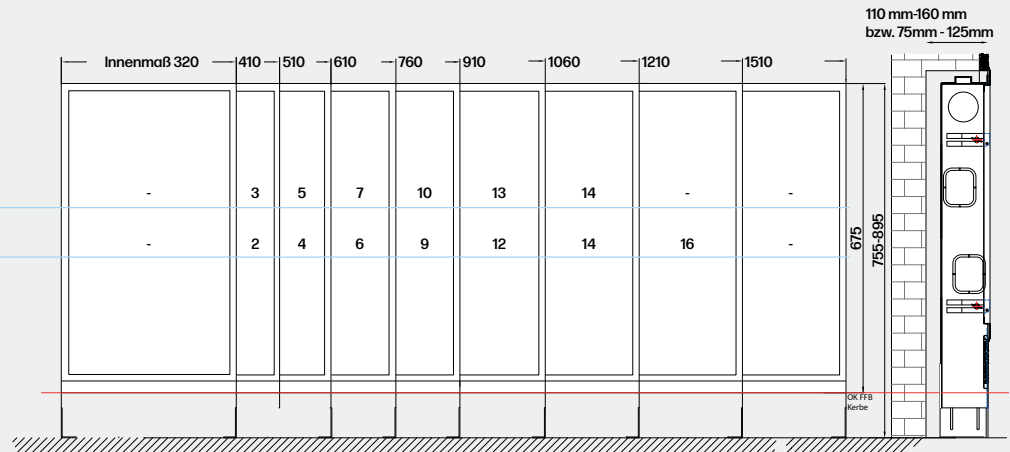 110 mm-160 mm
bzw. 75mm - 125mm
Innenmaß 320 410 510 610 760 910 1060 1210 1510
- 3 5 7 10 13 14 - -
- 2 4 6 9 12 14 16 -
675
755-895
OK FFB
Kerbe